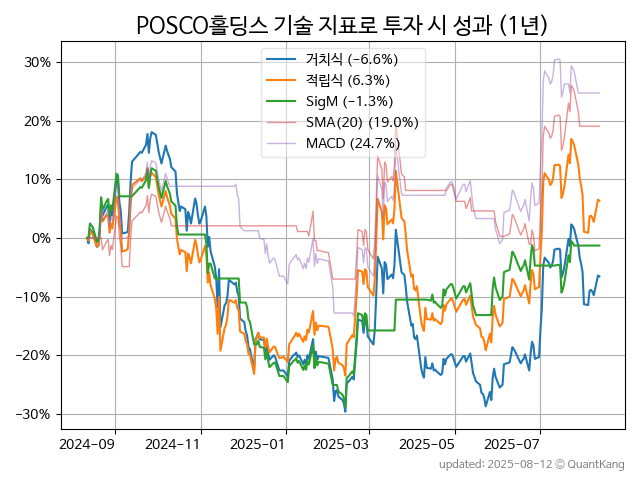 POSCO홀딩스 기술 지표로 투자 시 성과 (1년)
거치식 (-6.6%)
적립식 (6.3%)
SigM (-1.3%)
SMA(20) (19.0%)
MACD (24.7%)
30%
20%
10%
0%
-10%
-20%
-30%
2024-09 2024-11 2025-01 2025-03 2025-05 2025-07
updated: 2025-08-12 © QuantKang